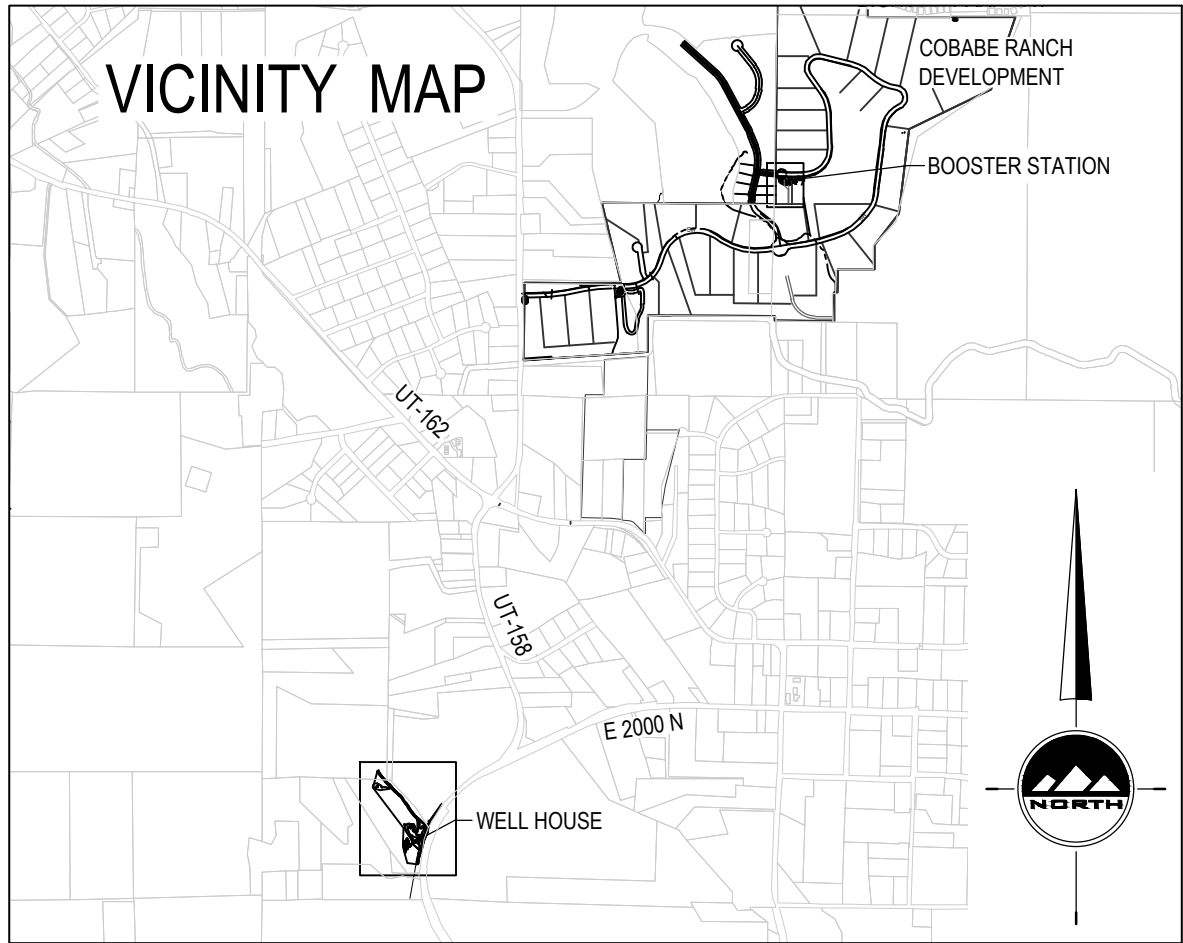 VICINITY MAP
COBABE RANCH
DEVELOPMENT
BOOSTER STATION
UT-162
UT-158
E 2000 N
WELL HOUSE
NORTH